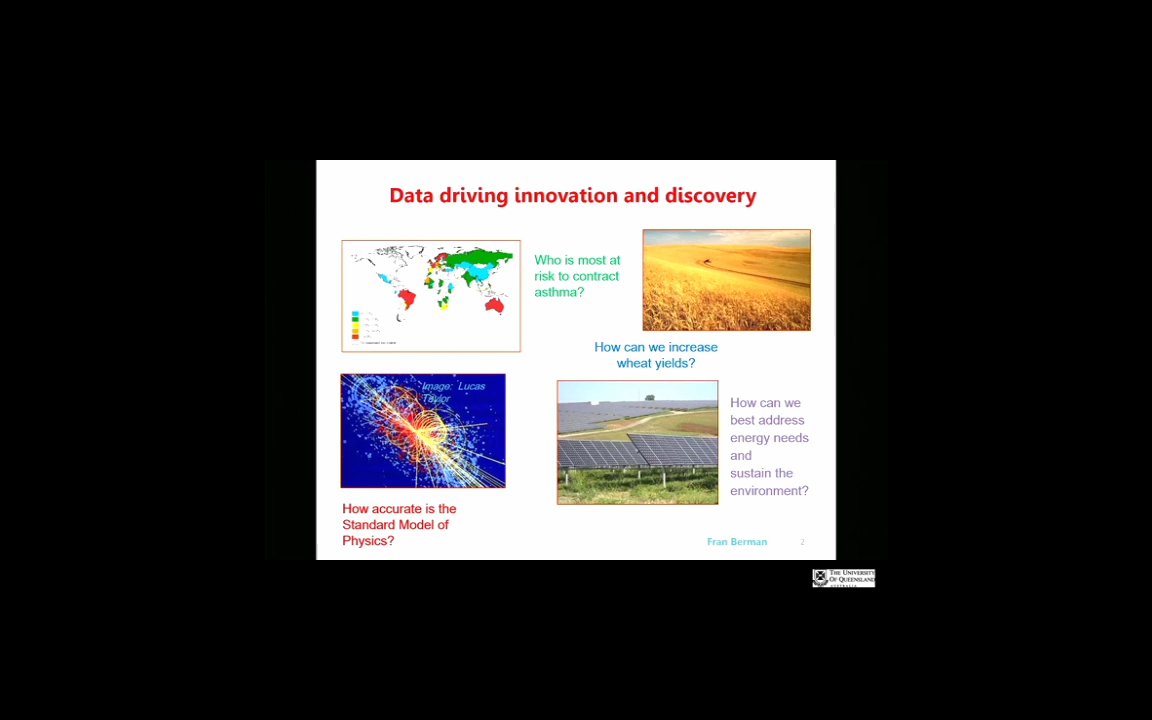 Data driving innovation and discovery
Who is most at
risk to contract
asthma?
How can we increase
wheat yields?
Image: Lucas
Taylor
How can we
best address
energy needs
and
sustain the
environment?
How accurate is the
Standard Model of
Physics?
Fran Berman
2
THE UNIVERSITY
OF QUEENSLAND
AUSTRALIA